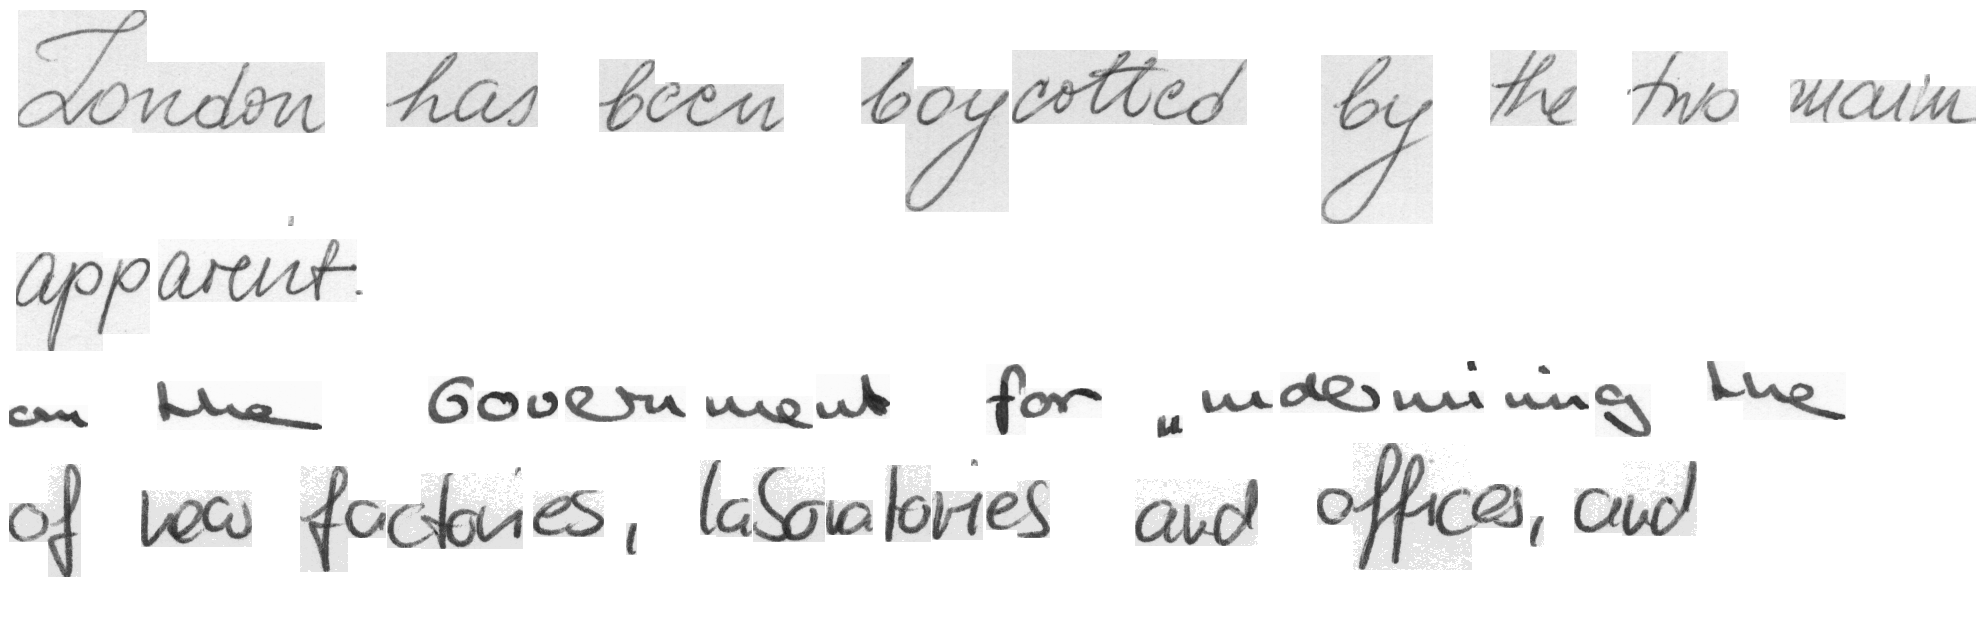 London has been boycotted by the two main
apparent.
on the Government for "undermining the
of new factories, laboratories and offices, and